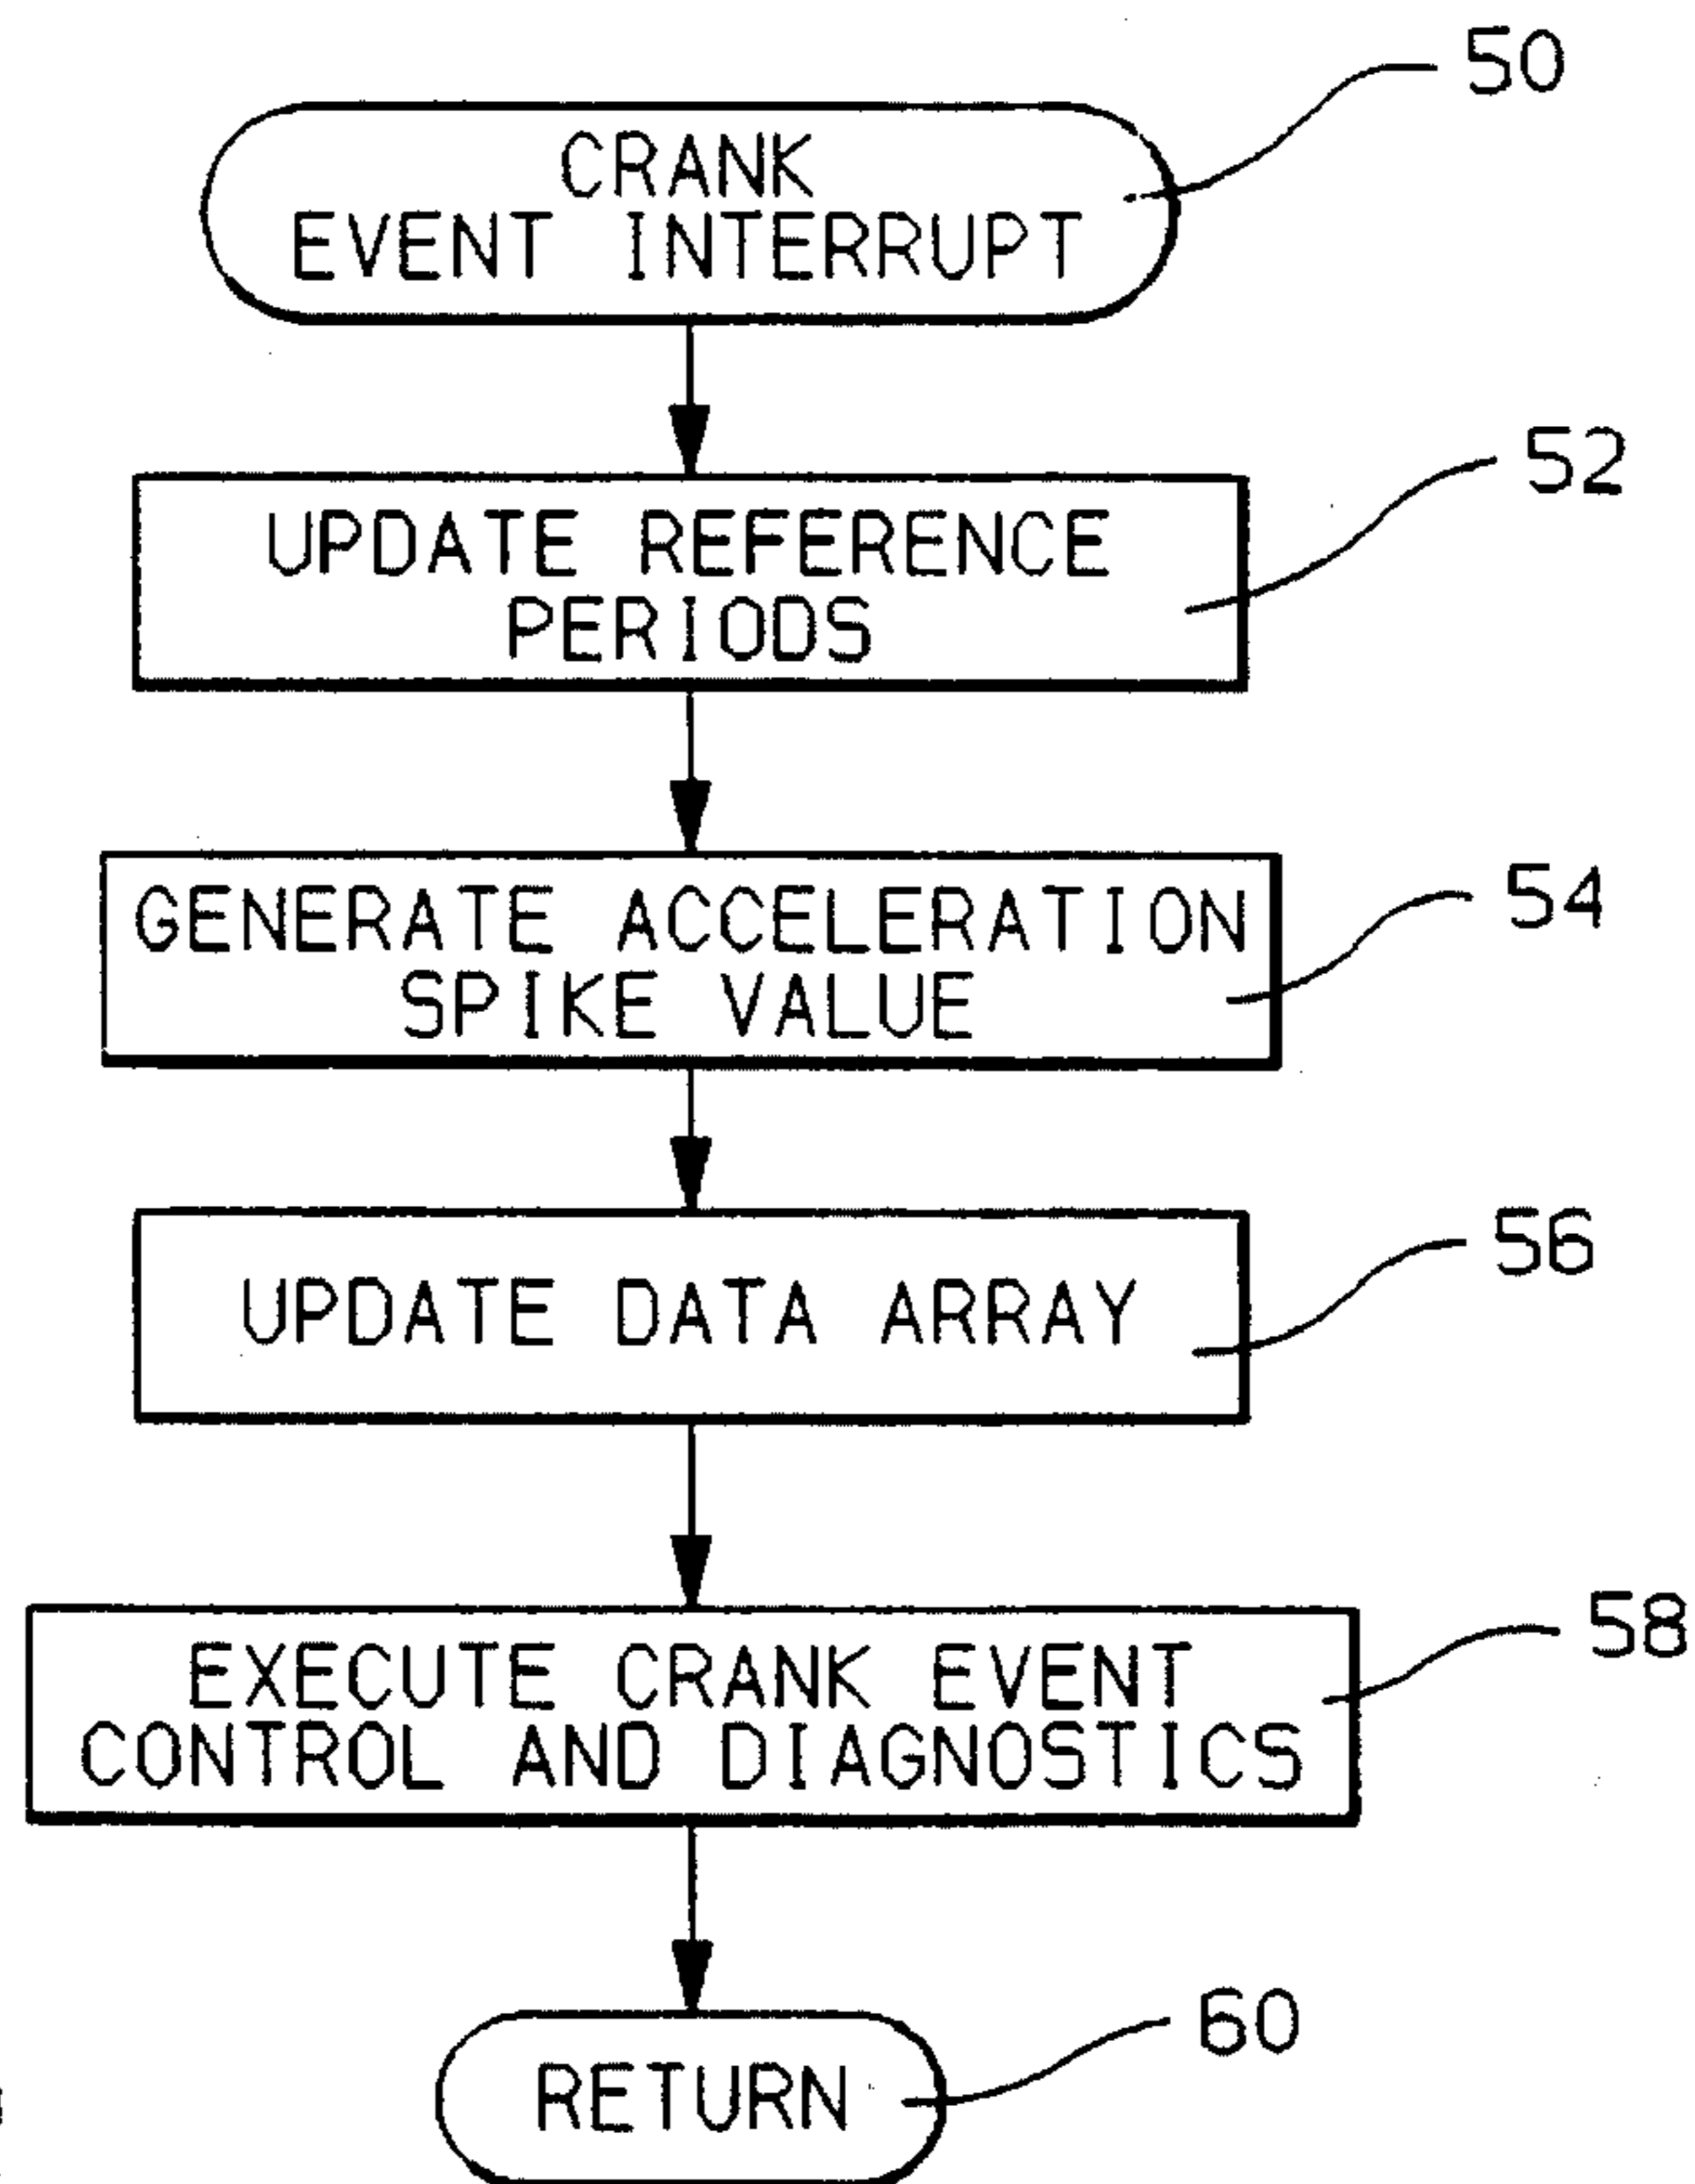 50
CRANK
EVENT INTERRUPT
52
UPDATE REFERENCE
PERIODS
54
GENERATE ACCELERATION
SPIKE VALUE
56
UPDATE DATA ARRAY
58
EXECUTE CRANK EVENT
CONTROL AND DIAGNOSTICS
60
RETURN